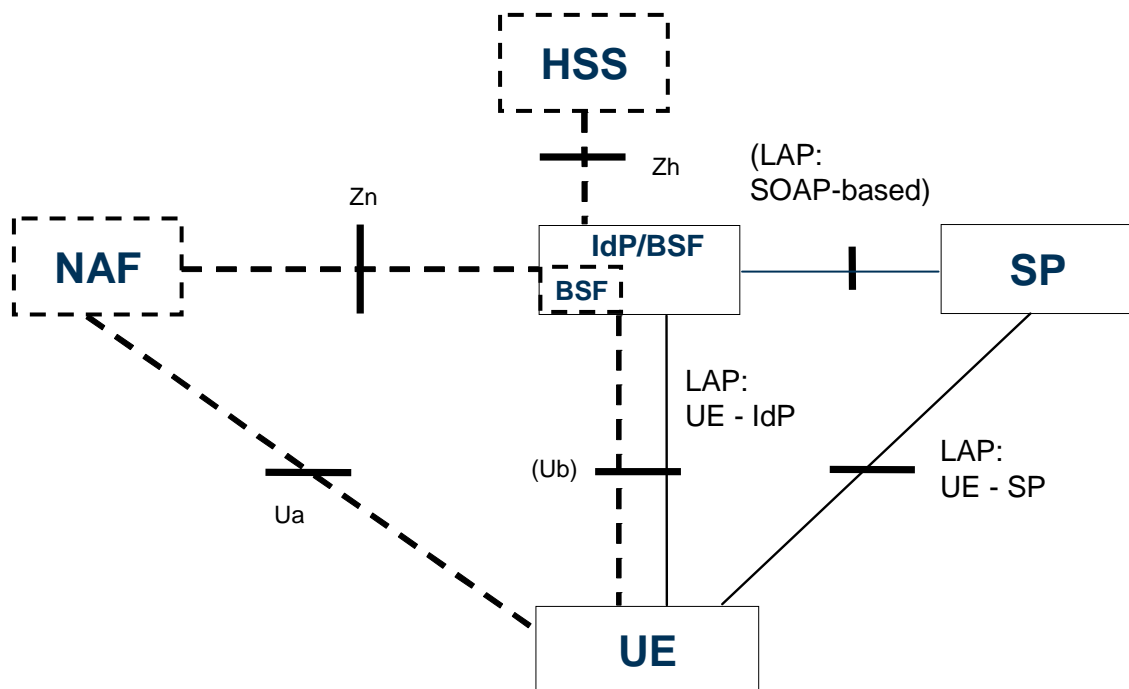 HSS
(LAP:
SOAP-based)
Zh
Zn
NAF
IdP/BSF
BSF
SP
LAP:
UE - IdP
(Ub)
LAP:
UE - SP
Ua
UE